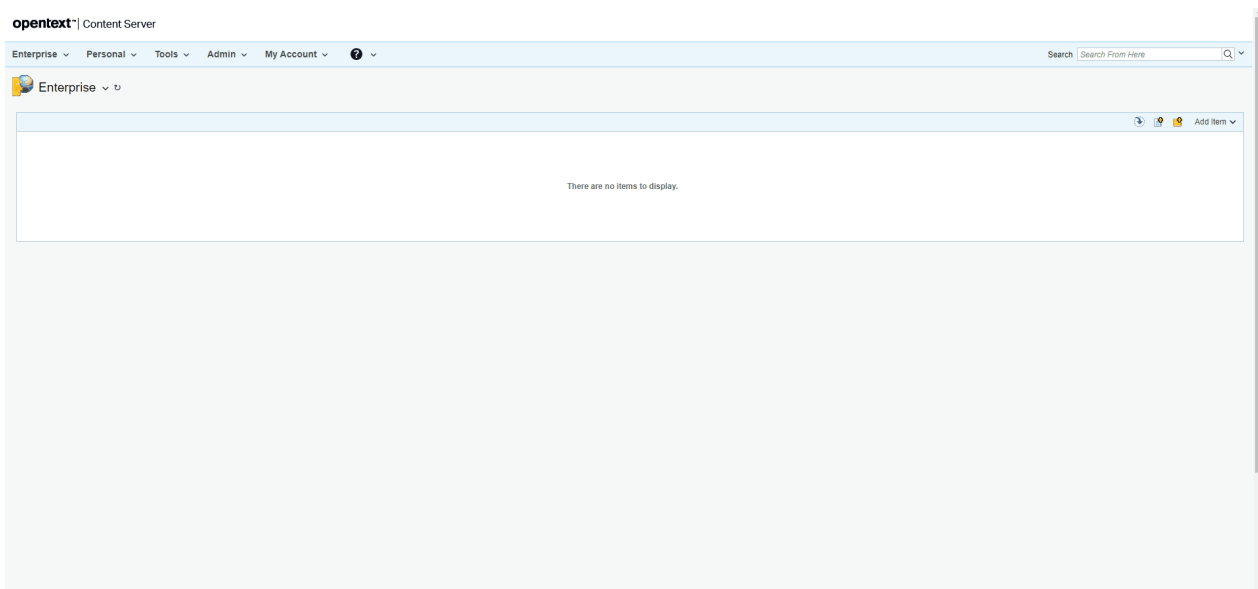 opentext™ | Content Server
Enterprise Personal Tools Admin My Account ? Search Search From Here
Enterprise
Add Item
There are no items to display.